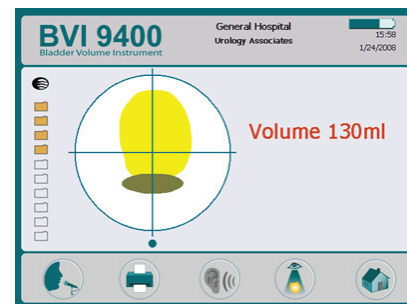 BVI 9400
Bladder Volume Instrument
General Hospital
Urology Associates
15:58
1/24/2008
Volume 130ml